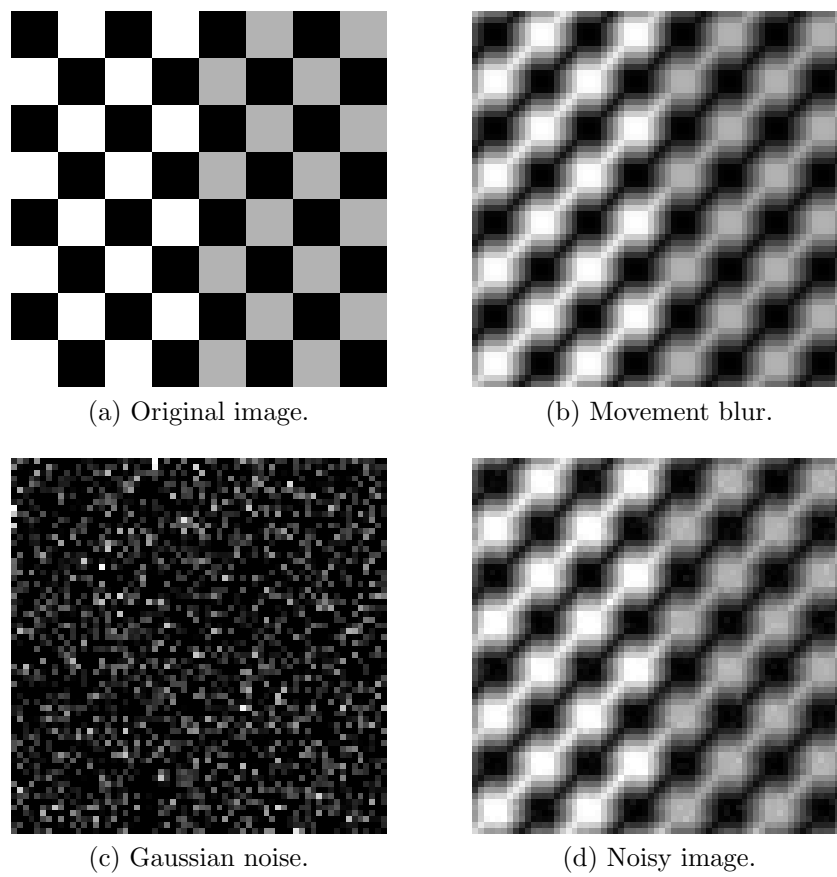 (a) Original image.
(b) Movement blur.
(c) Gaussian noise.
(d) Noisy image.